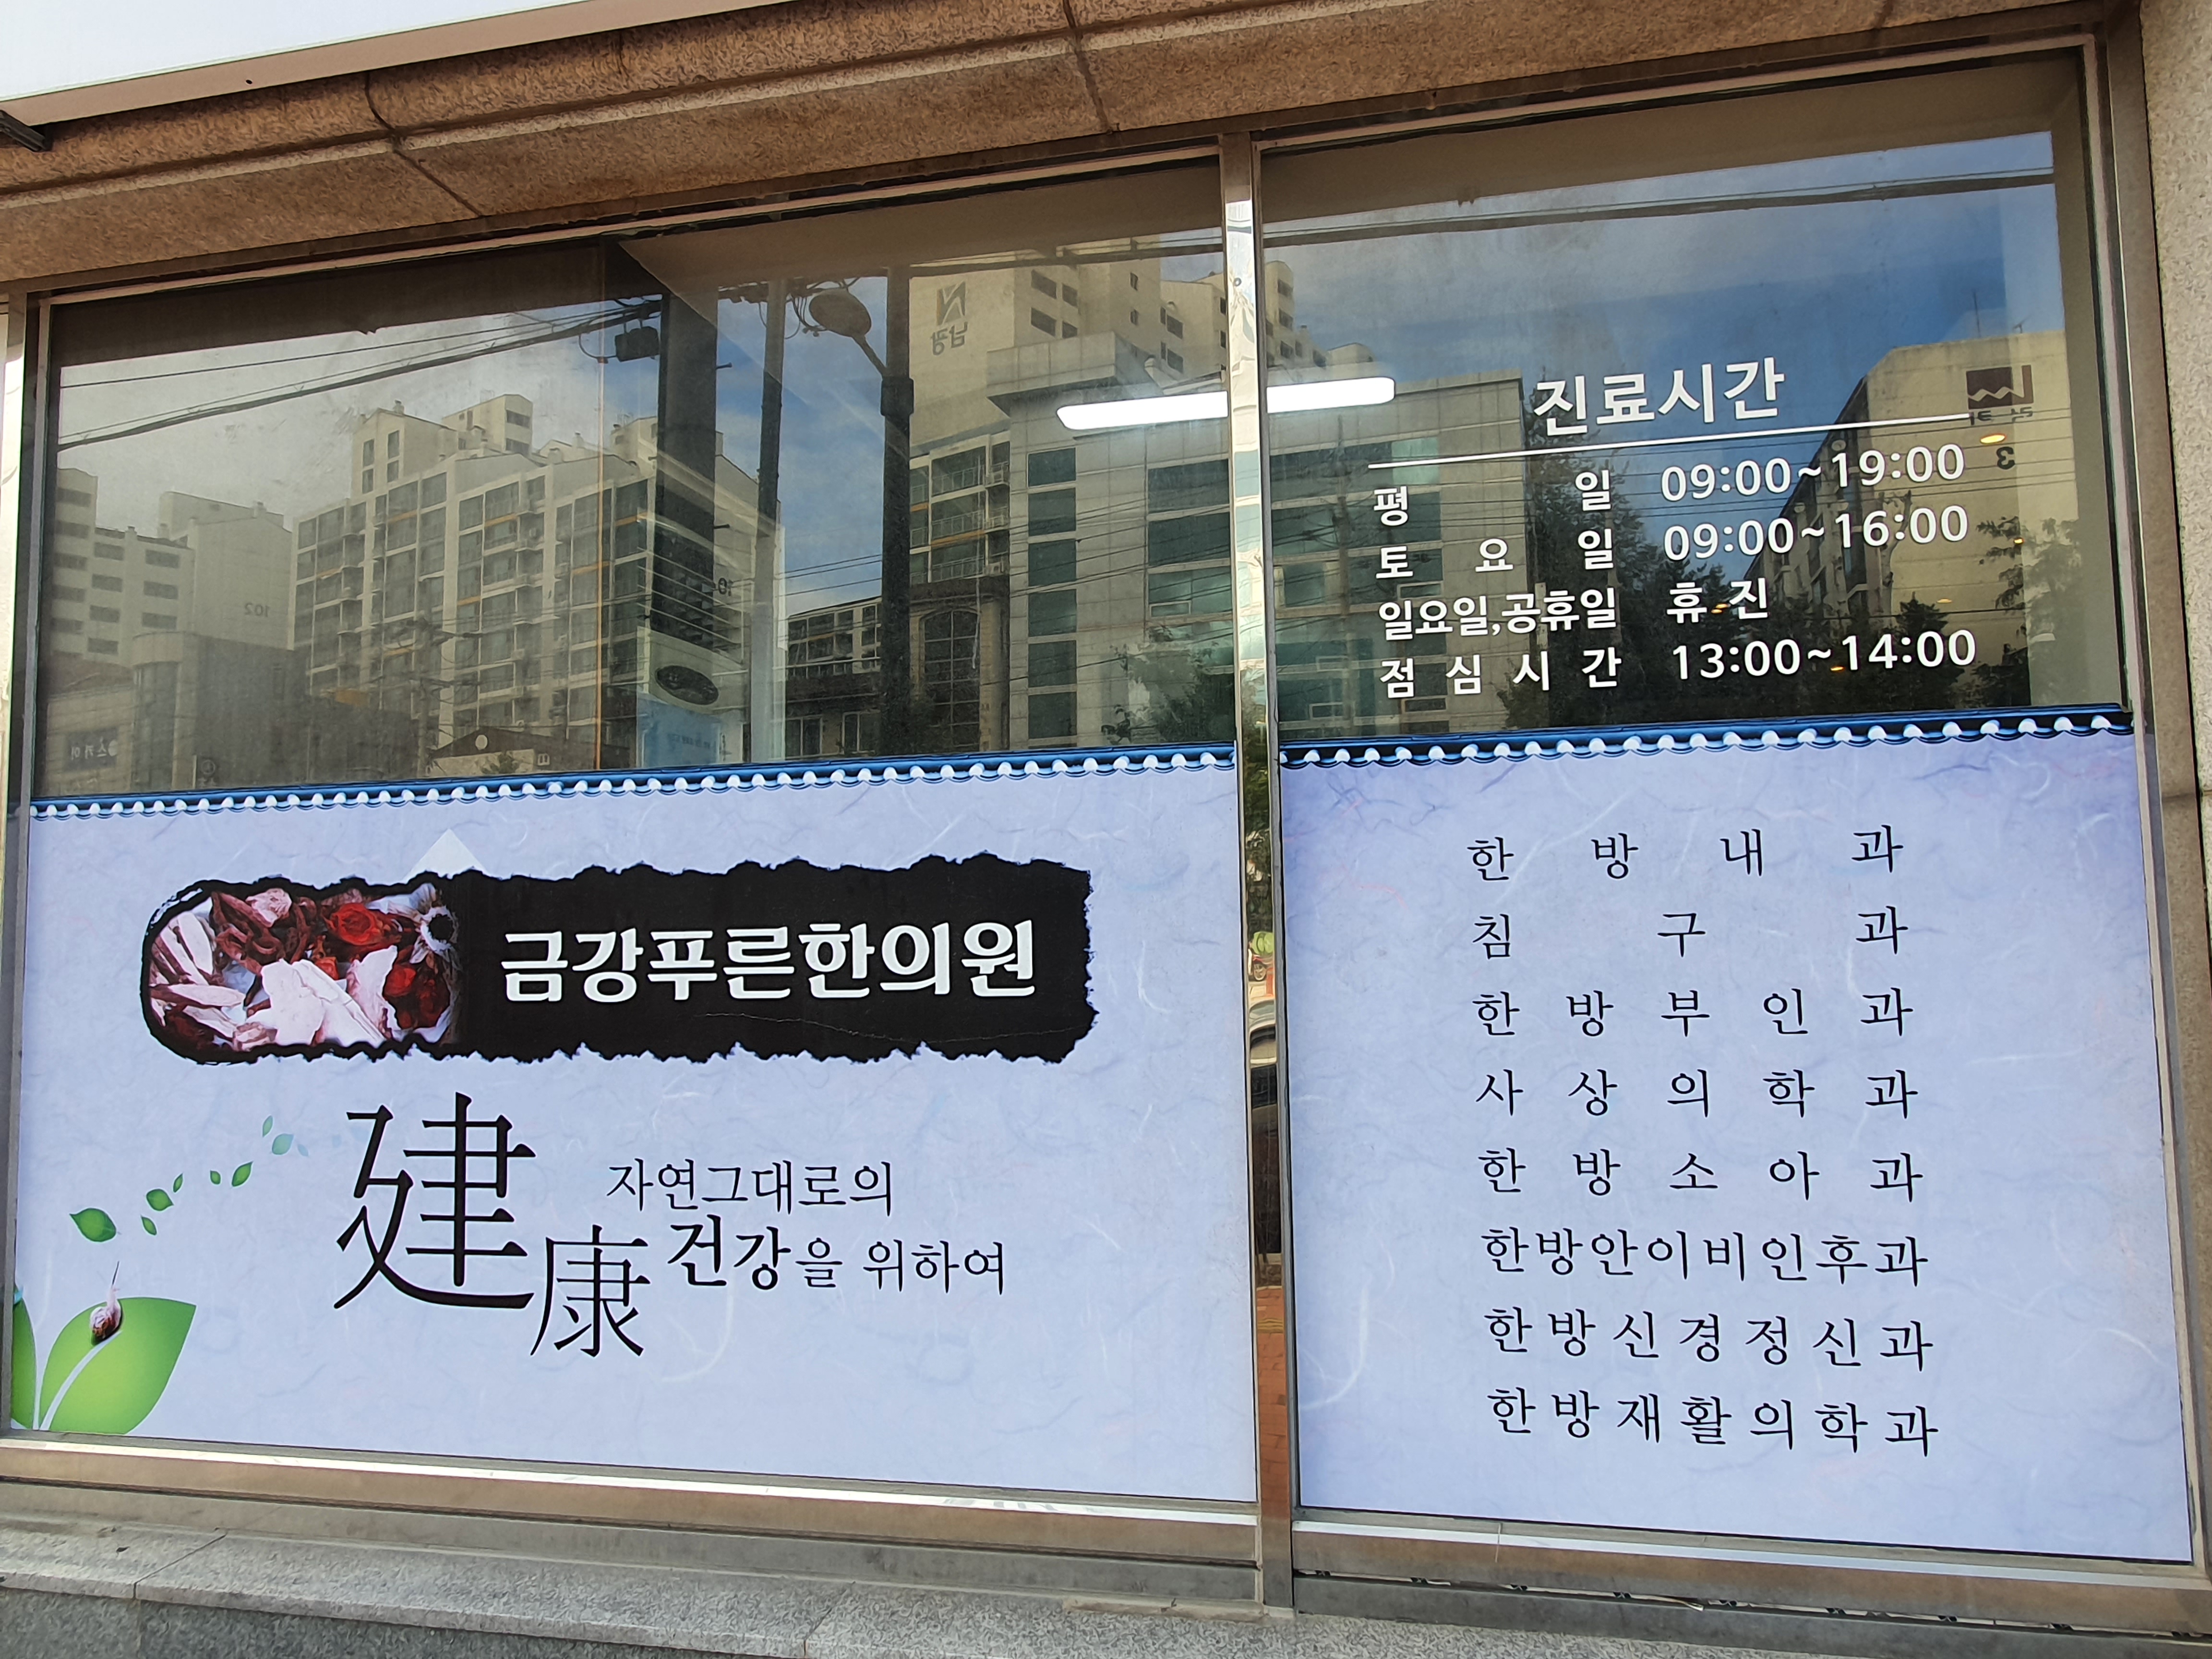 진료시간
평일 09:00~19:00
토요일 09:00~16:00
일요일,공휴일 휴진
점심시간 13:00~14:00
금강푸른한의원
建康
자연그대로의
건강을 위하여
한방내과
침구과
한방부인과
사상의학과
한방소아과
한방안이비인후과
한방신경정신과
한방재활의학과
남광
102
3